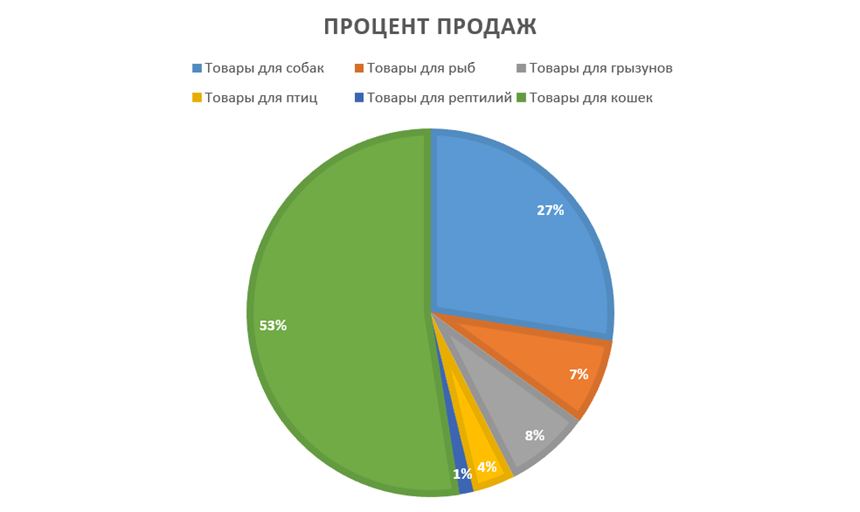 ПРОЦЕНТ ПРОДАЖ
Товары для собак Товары для рыб Товары для грызунов
Товары для птиц Товары для рептилий Товары для кошек
27%
53%
7%
8%
4%
1%